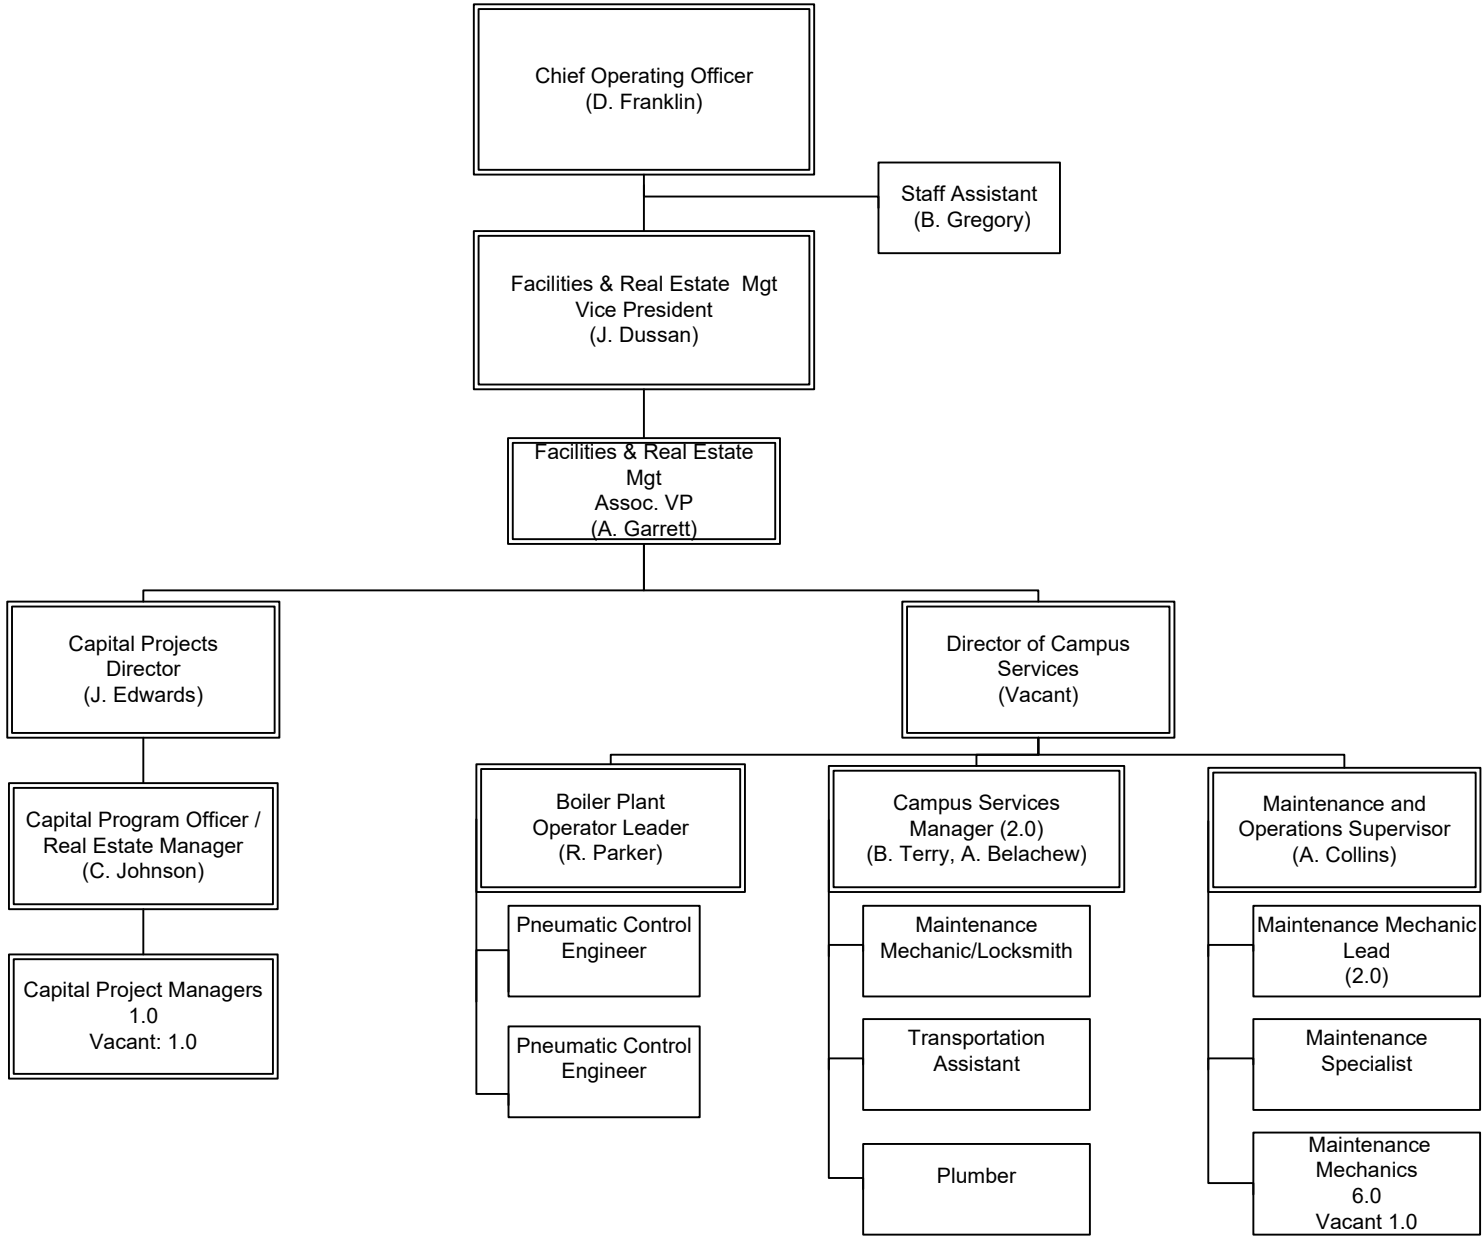 Chief Operating Officer
(D. Franklin)
Staff Assistant
(B. Gregory)
Facilities & Real Estate  Mgt
Vice President
(J. Dussan)
Facilities & Real Estate
Mgt
Assoc. VP
(A. Garrett)
Capital Projects
Director
(J. Edwards)
Director of Campus
Services
(Vacant)
Capital Program Officer /
Real Estate Manager
(C. Johnson)
Capital Project Managers
1.0
Vacant: 1.0
Boiler Plant
Operator Leader
(R. Parker)
Pneumatic Control
Engineer
Pneumatic Control
Engineer
Campus Services
Manager (2.0)
(B. Terry, A. Belachew)
Maintenance
Mechanic/Locksmith
Transportation
Assistant
Plumber
Maintenance and
Operations Supervisor
(A. Collins)
Maintenance Mechanic
Lead
(2.0)
Maintenance
Specialist
Maintenance
Mechanics
6.0
Vacant 1.0